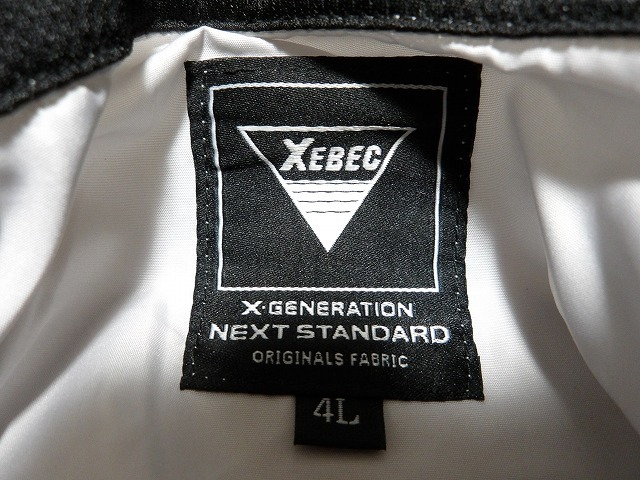 XEBEC
X·GENERATION
NEXT STANDARD
ORIGINALS FABRIC
4L